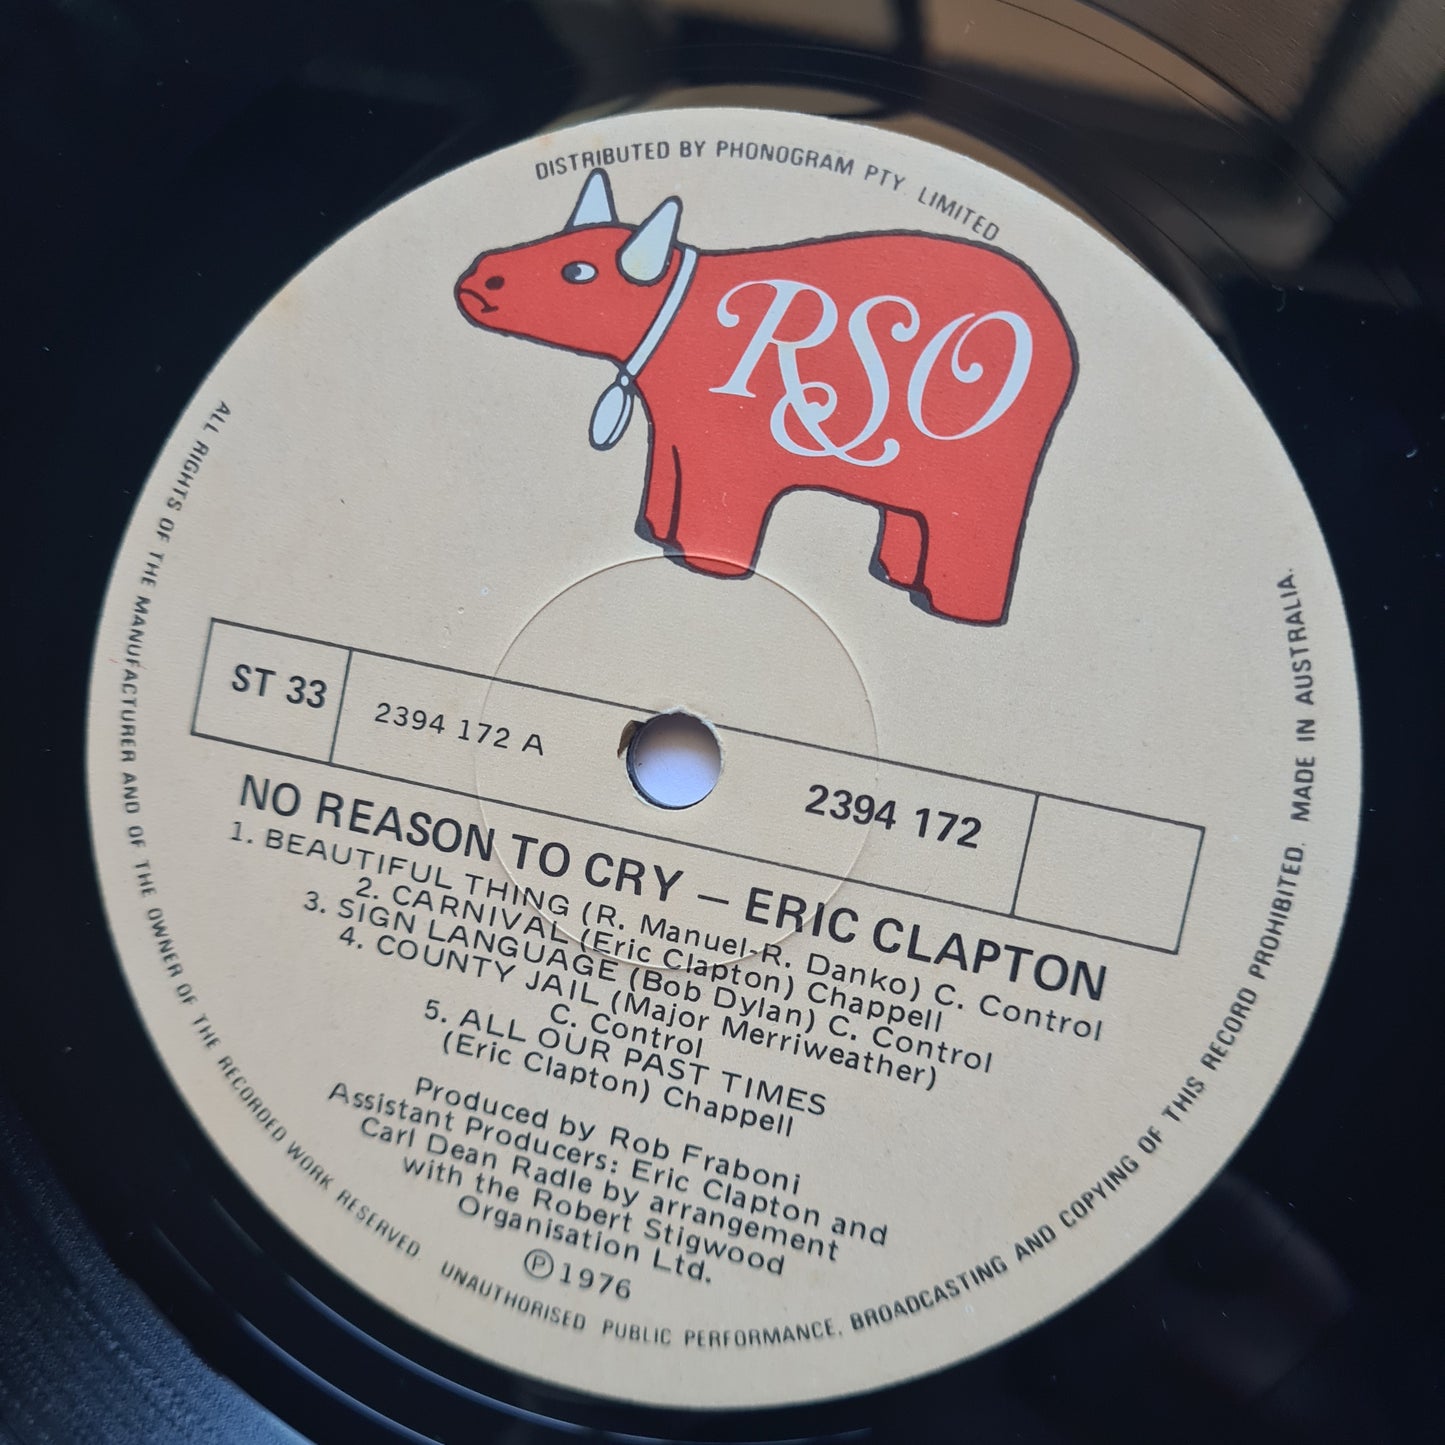 DISTRIBUTED BY PHONOGRAM PTY. LIMITED
RSO
ST 33
2394 172 A
2394 172
NO REASON TO CRY – ERIC CLAPTON
1. BEAUTIFUL THING (R. Manuel-R. Danko) C. Control
2. CARNIVAL (Eric Clapton) Chappell
3. SIGN LANGUAGE (Bob Dylan) C. Control
4. COUNTY JAIL (Major Merriweather)
C. Control
5. ALL OUR PAST TIMES
(Eric Clapton) Chappell
Produced by Rob Fraboni
Assistant Producers: Eric Clapton and
Carl Dean Radle by arrangement
with the Robert Stigwood
Organisation Ltd.
Ⓟ 1976
ALL RIGHTS OF THE MANUFACTURER AND OF THE OWNER OF THE RECORDED WORK RESERVED. UNAUTHORISED PUBLIC PERFORMANCE, BROADCASTING AND COPYING OF THIS RECORD PROHIBITED. MADE IN AUSTRALIA.